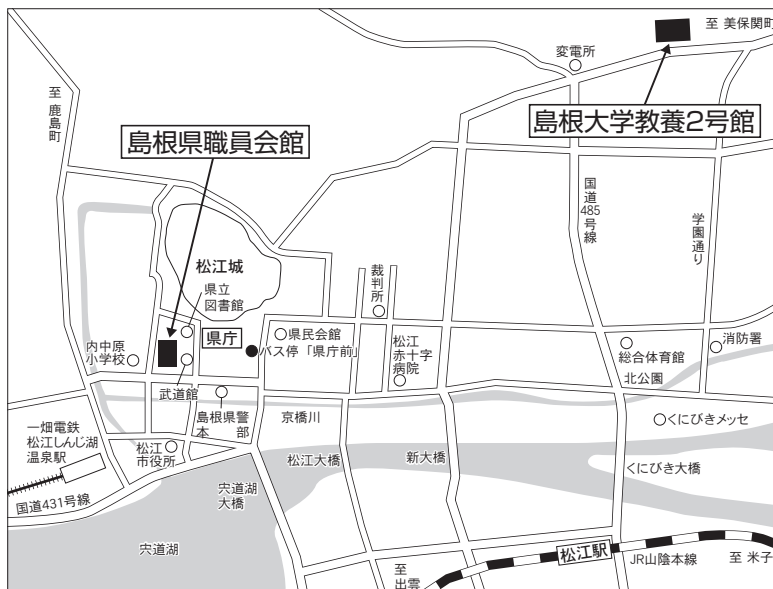 至 美保関町
変電所
島根大学教養2号館
至 鹿島町
島根県職員会館
国道485号線
学園通り
松江城
県立
図書館
裁判所
県庁
県民会館
バス停「県庁前」
内中原
小学校
武道館
松江
赤十字
病院
総合体育館
消防署
北公園
島根県警
本部
京橋川
くにびきメッセ
一畑電鉄
松江しんじ湖
温泉駅
松江
市役所
松江大橋
新大橋
くにびき大橋
国道431号線
宍道湖
大橋
宍道湖
松江駅
JR山陰本線
至 米子
至
出雲